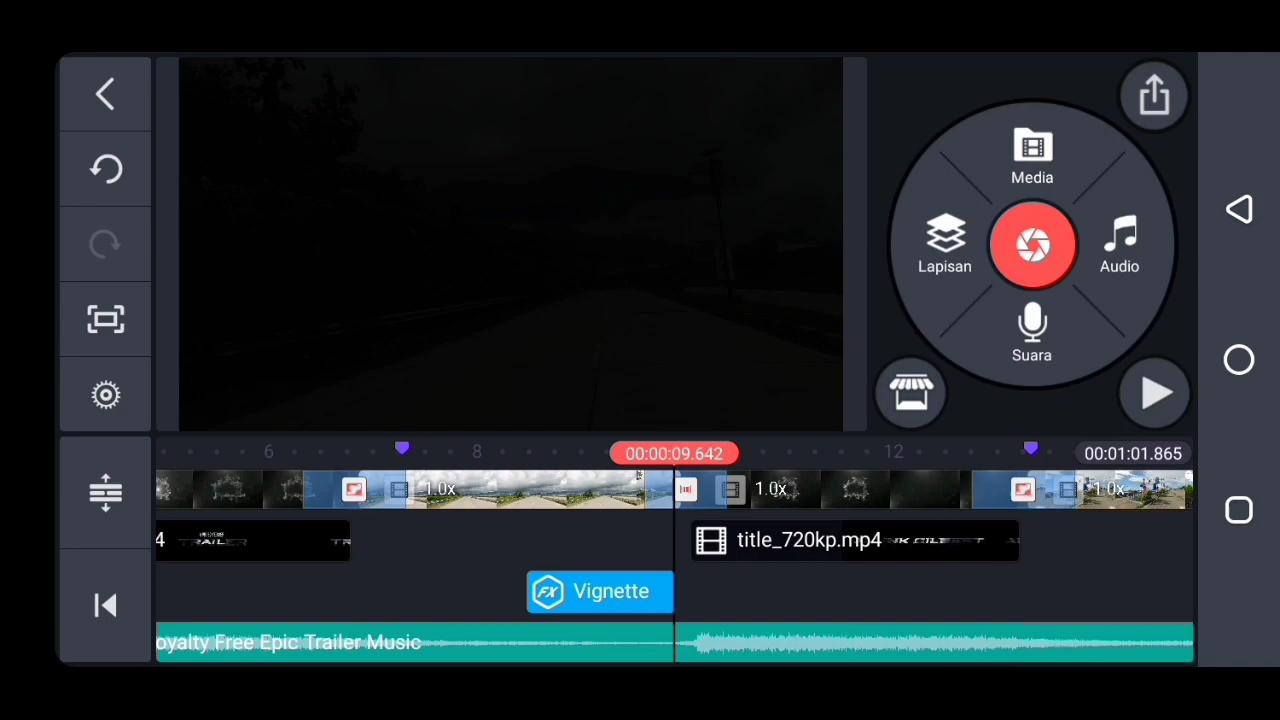 Media
Lapisan
Audio
Suara
6
8
00:00:09.642
12
00:01:01.865
1.0x
1.0x
1.0x
4
title_720kp.mp4
FX
Vignette
oyalty Free Epic Trailer Music